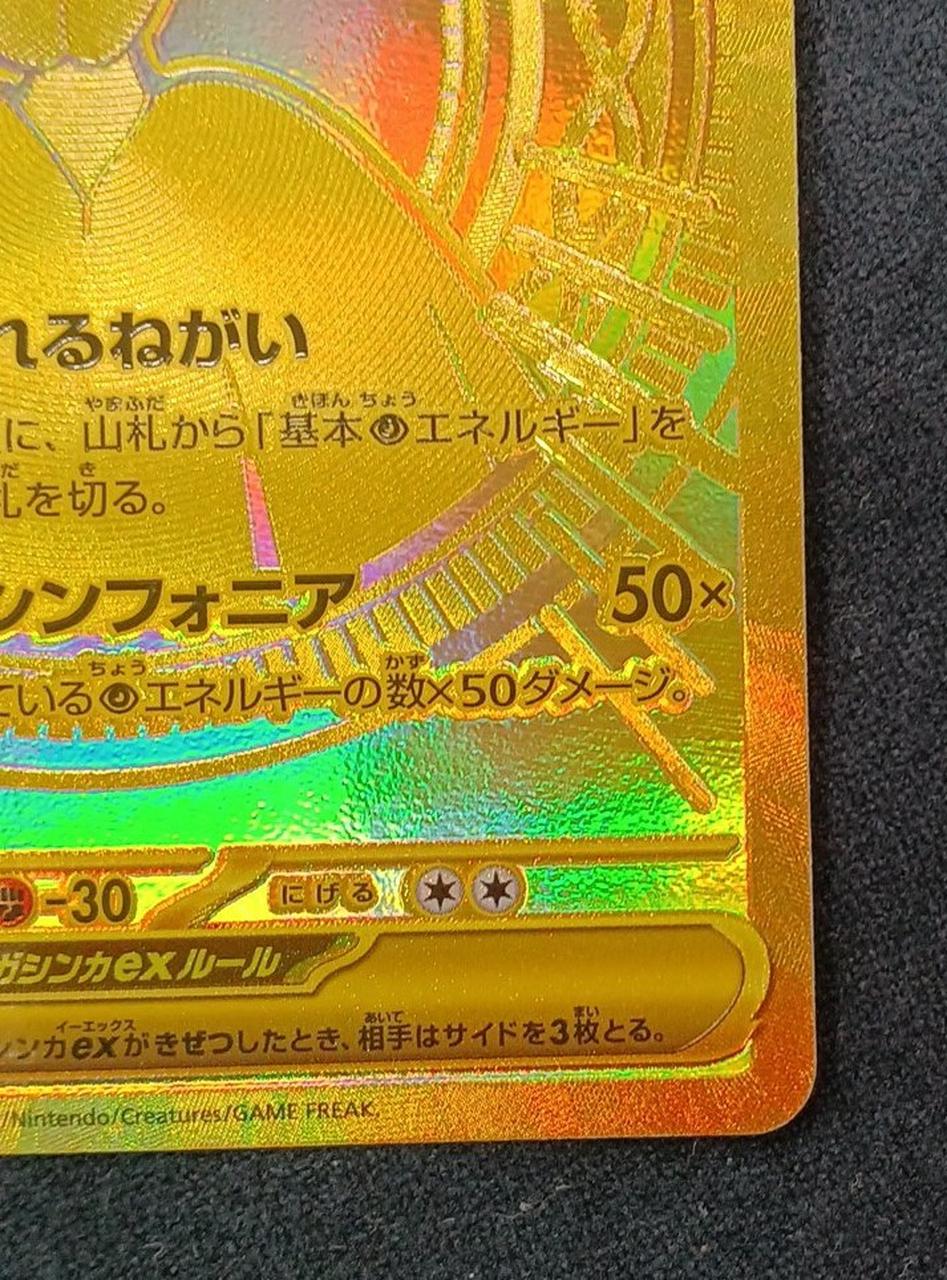 れるねがい
に、山札から「基本エネルギー」を
札を切る。
シンフォニア 50×
ているエネルギーの数×50ダメージ。
-30 にげる
ガシンカexルール
シンカexがきぜつしたとき、相手はサイドを3枚とる。
/Nintendo/Creatures/GAME FREAK.